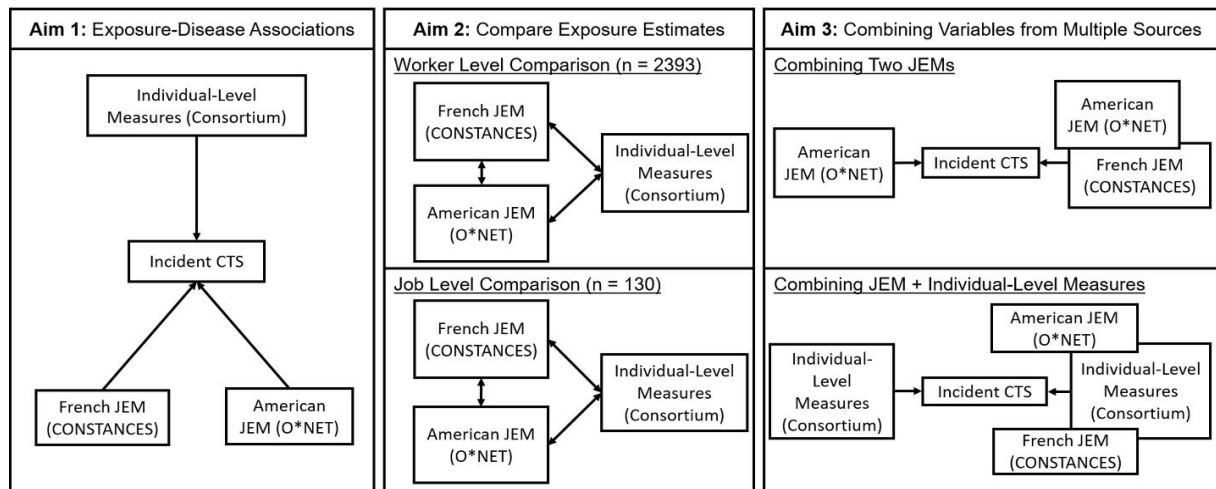 Aim 1: Exposure-Disease Associations
Individual-Level
Measures (Consortium)
Incident CTS
French JEM
(CONSTANCES)
American
JEM (O*NET)
Aim 2: Compare Exposure Estimates
Worker Level Comparison (n = 2393)
French JEM
(CONSTANCES)
Individual-Level
Measures
(Consortium)
American JEM
(O*NET)
Job Level Comparison (n = 130)
French JEM
(CONSTANCES)
Individual-Level
Measures
(Consortium)
American JEM
(O*NET)
Aim 3: Combining Variables from Multiple Sources
Combining Two JEMs
American
JEM (O*NET)
Incident CTS
American
JEM (O*NET)
French JEM
(CONSTANCES)
Combining JEM + Individual-Level Measures
Individual-
Level
Measures
(Consortium)
Incident CTS
American JEM
(O*NET)
Individual-Level
Measures
(Consortium)
French JEM
(CONSTANCES)